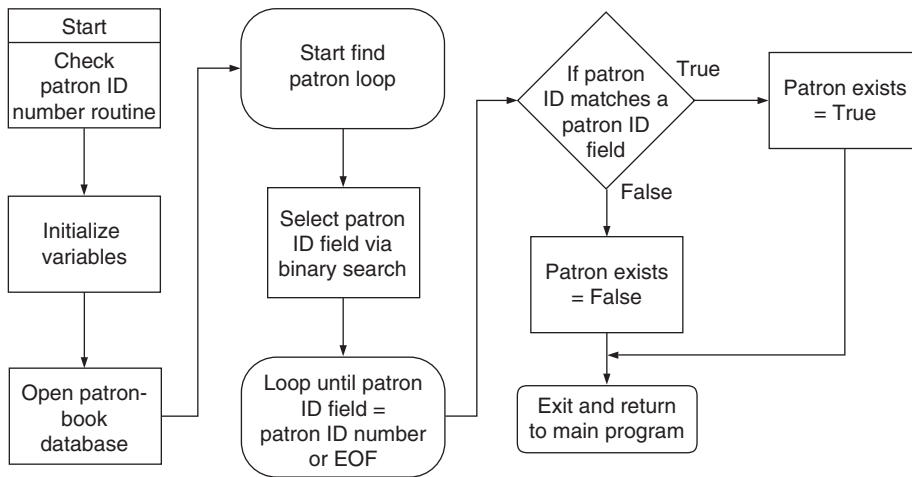 Start
Check
patron ID
number routine
Initialize
variables
Open patron-
book
database
Start find
patron loop
Select patron
ID field via
binary search
Loop until patron
ID field =
patron ID number
or EOF
If patron
ID matches a
patron ID
field
True
False
Patron exists
= True
Patron exists
= False
Exit and return
to main program